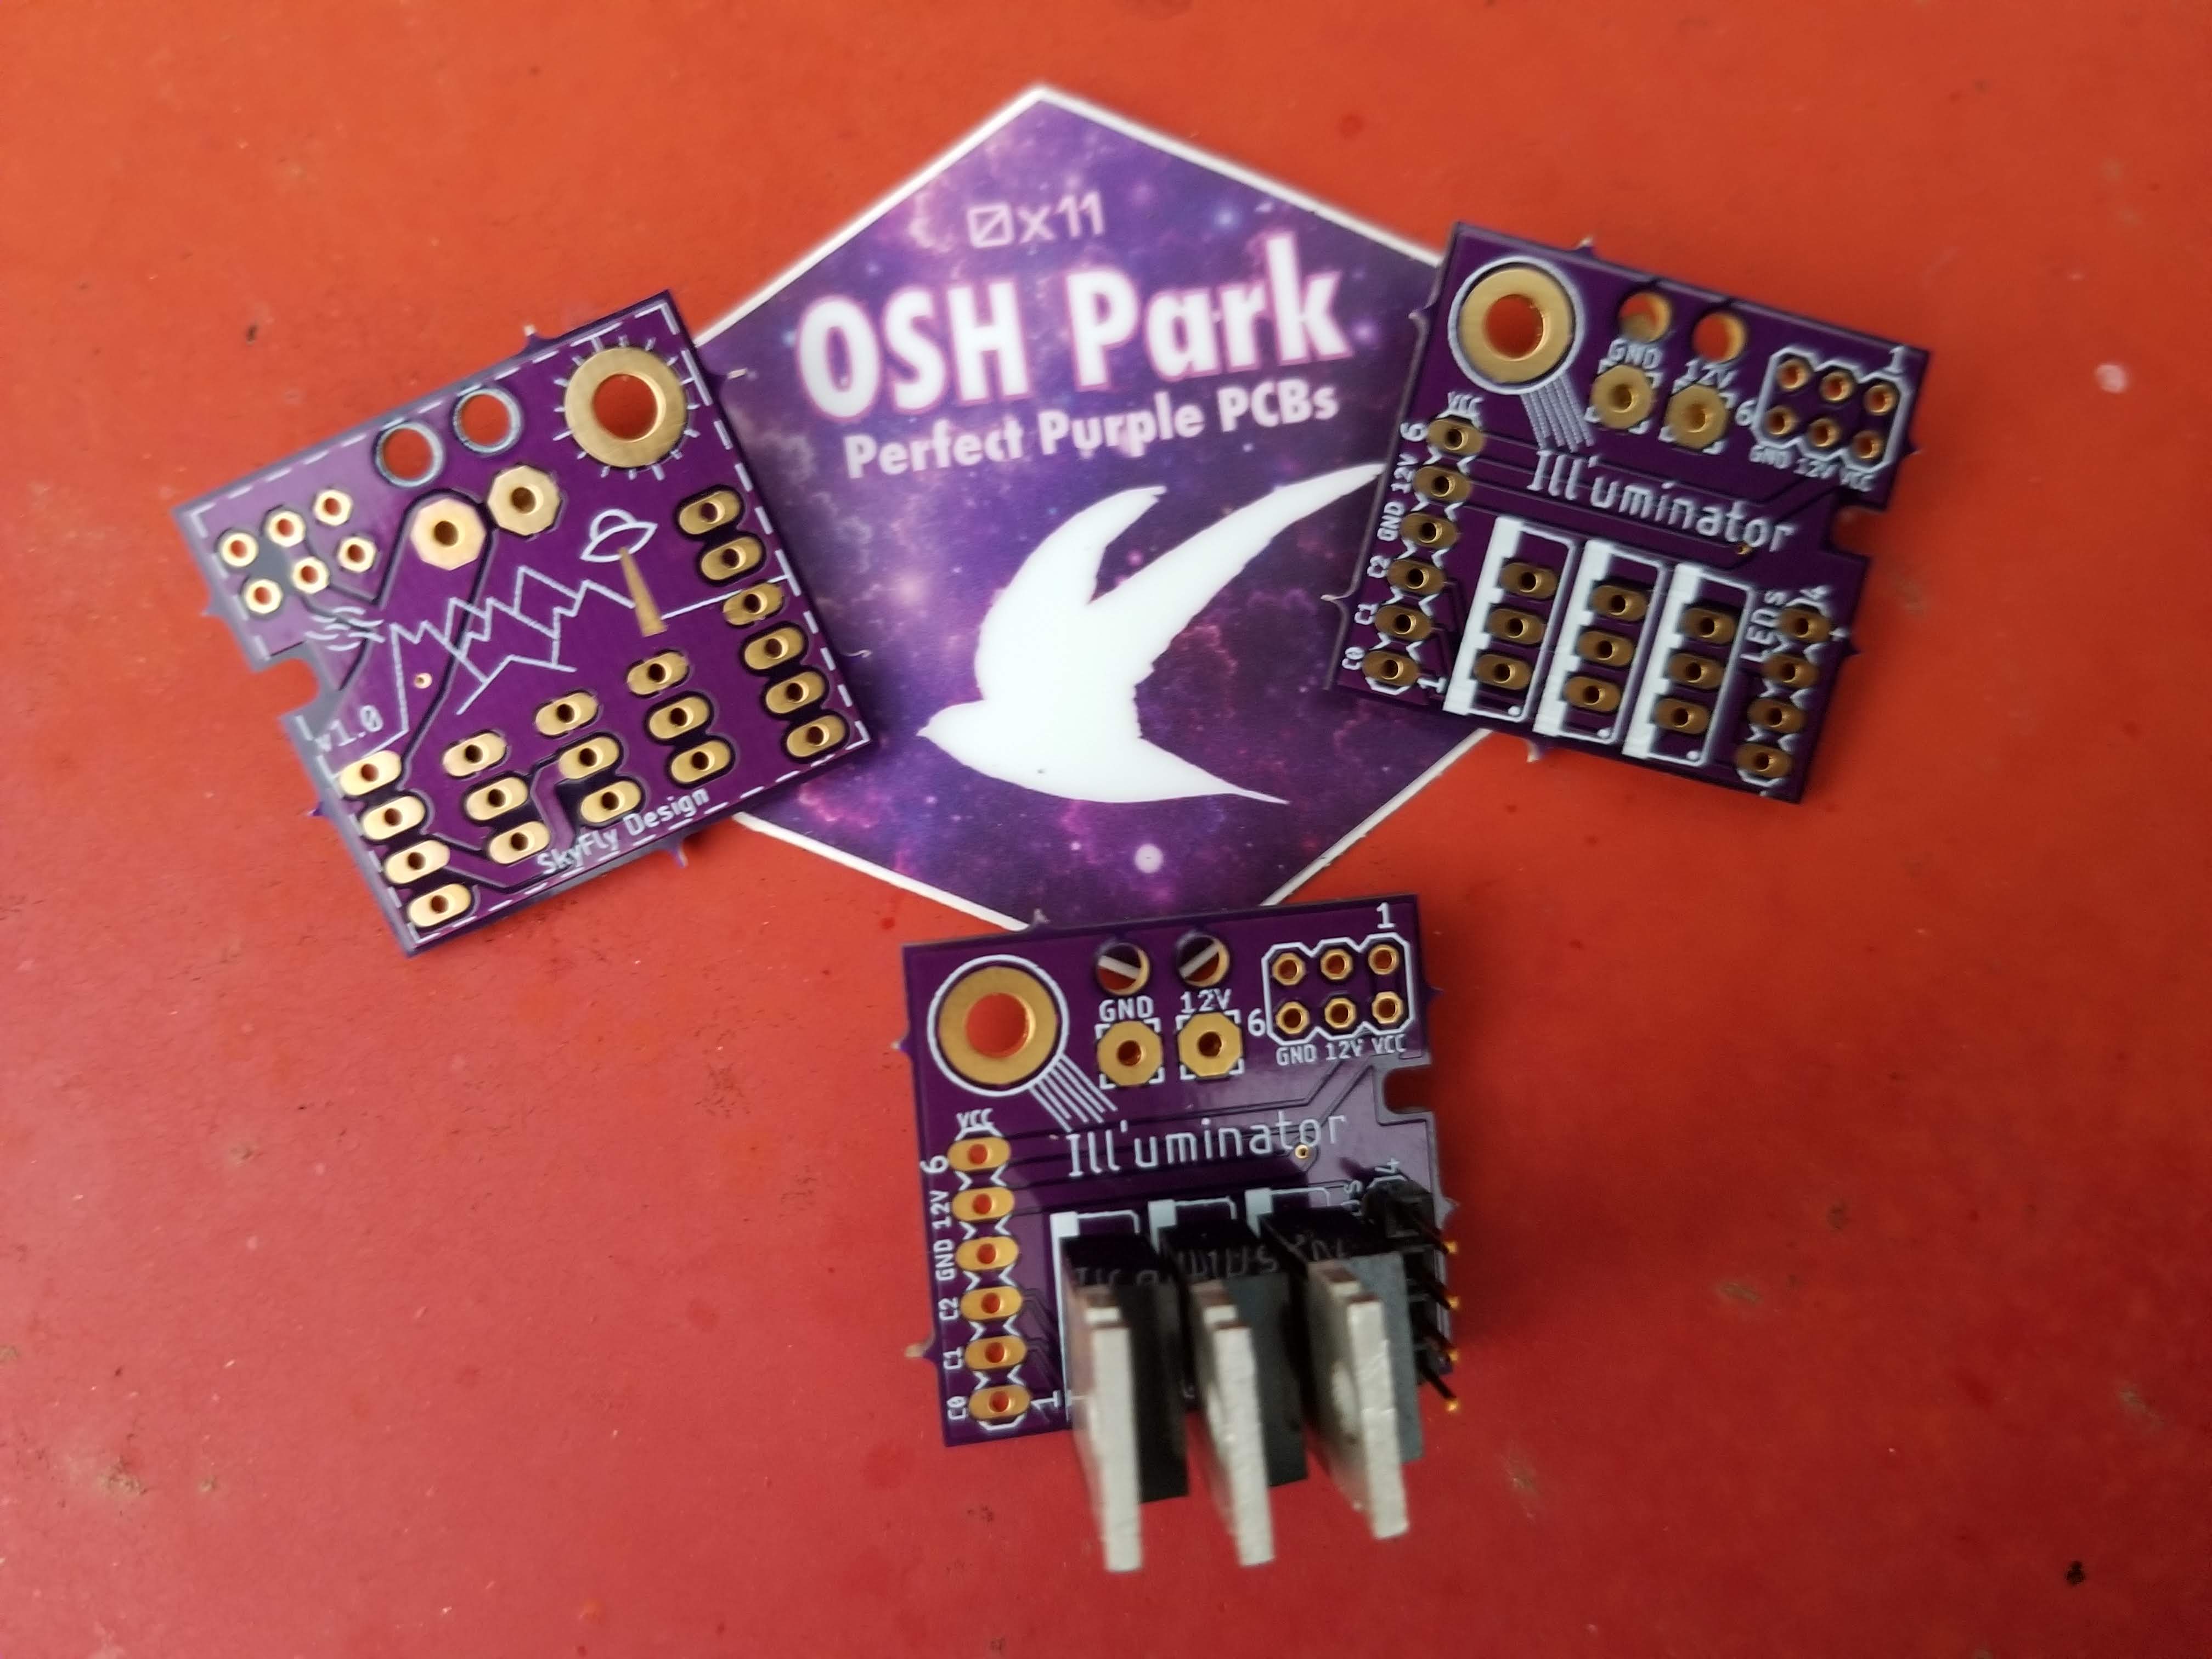 0x11
OSH Park
Perfect Purple PCBs
v1.0
SkyFly Design
1
GND
12V
6
GND 12V VCC
VCC
6
12V
GND
C2
C1
C0
1
Ill'uminator
LEDs
4
1
GND
12V
6
GND 12V VCC
VCC
6
12V
GND
C2
C1
C0
1
Ill'uminator
4